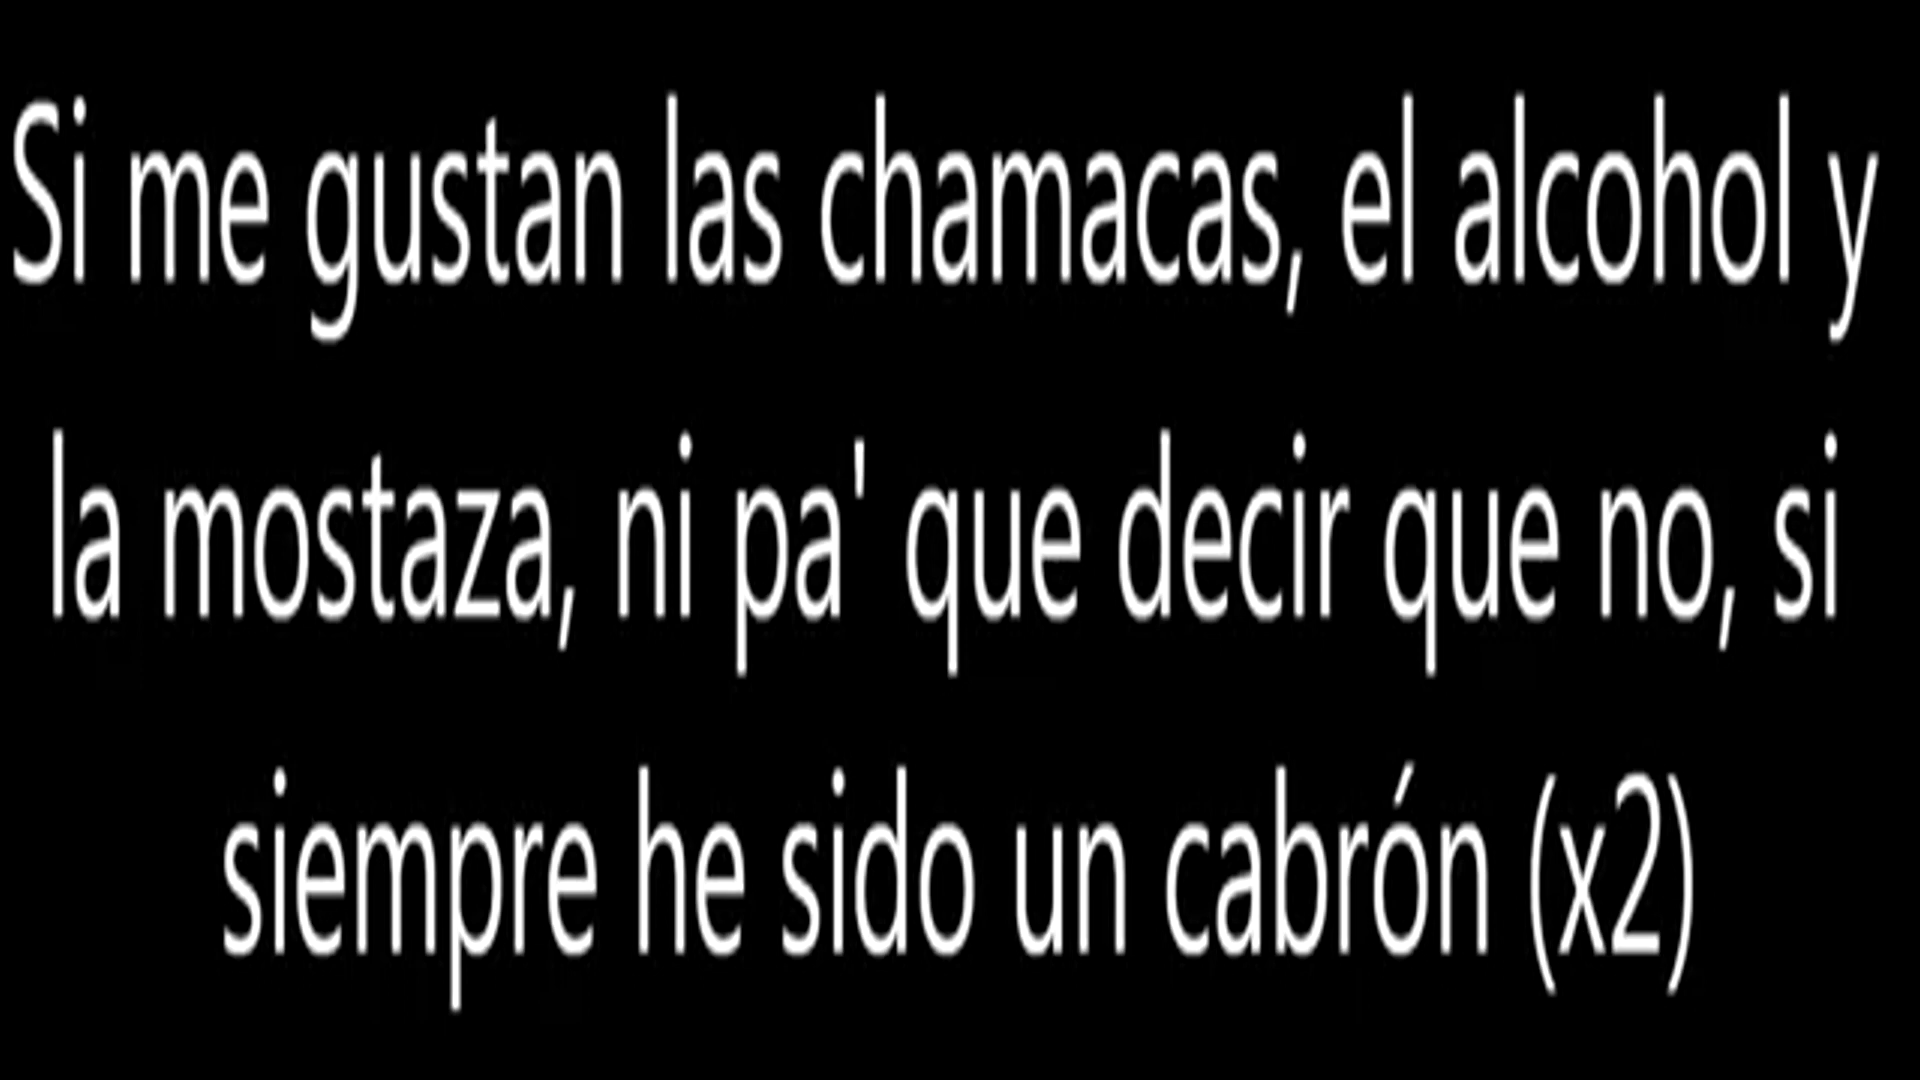 Si me gustan las chamacas, el alcohol y
la mostaza, ni pa' que decir que no, si
siempre he sido un cabrón (x2)